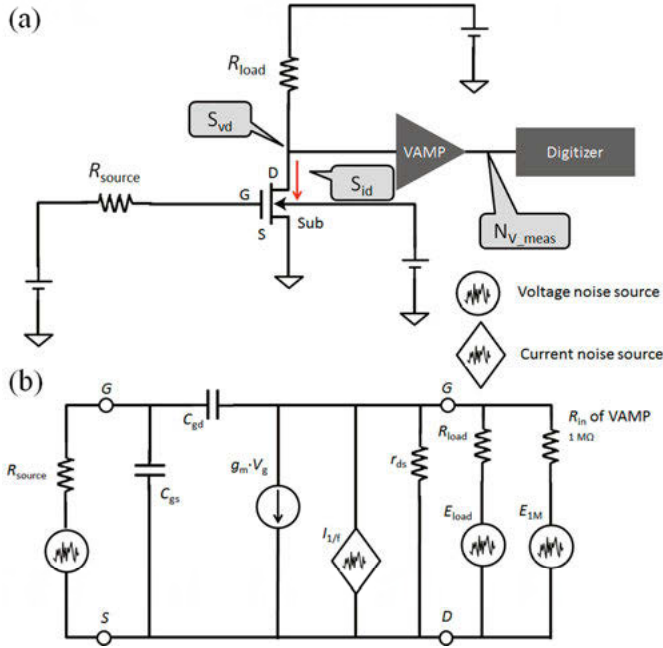 (a)
R_load
S_vd
VAMP
Digitizer
R_source
D
S_id
G
S
Sub
N_V_meas
Voltage noise source
Current noise source
(b)
G
G
C_gd
R_in of VAMP
R_load
1 MΩ
g_m·V_g
r_ds
R_source
C_gs
I_1/f
E_load
E_1M
S
D